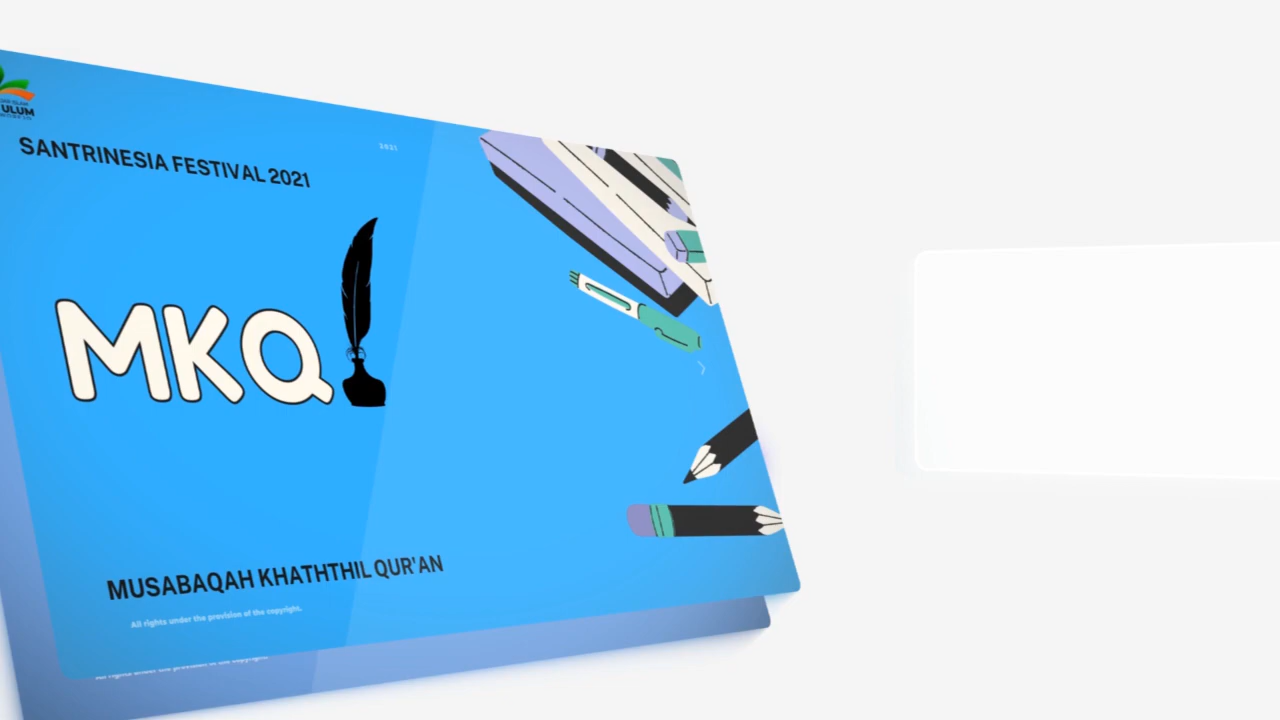 ULUM
SANTRINESIA FESTIVAL 2021
2021
MKQ
MUSABAQAH KHATHTHIL QUR'AN
All rights under the provision of the copyright.